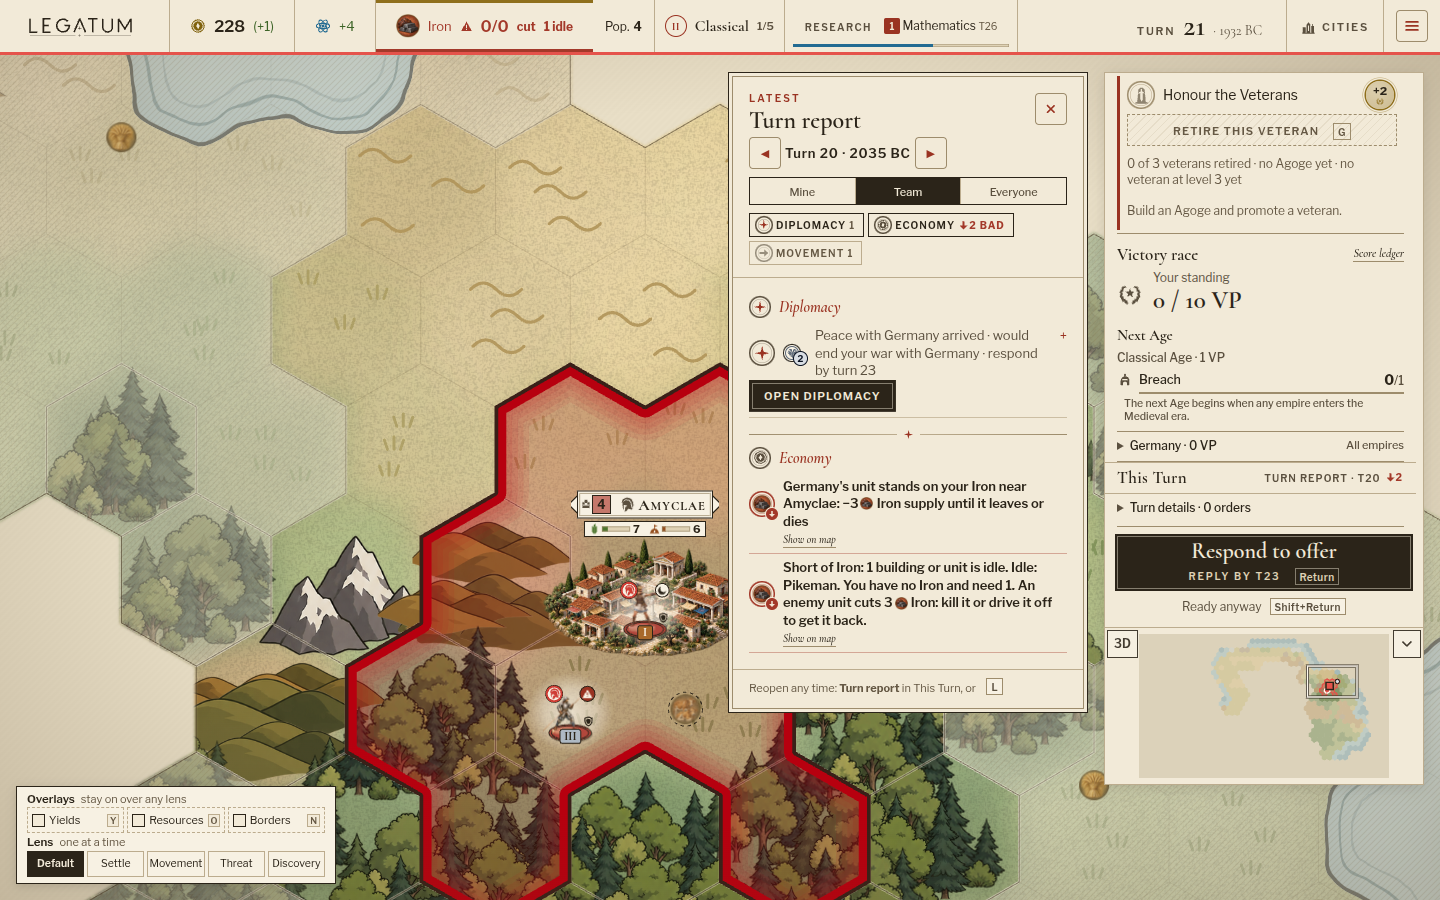 LEGATUM
228 (+1)
+4
Iron 0/0 cut 1 idle
Pop. 4
II Classical 1/5
RESEARCH 1 Mathematics T26
TURN 21 · 1932 BC
CITIES
LATEST
Turn report
Turn 20 · 2035 BC
Mine Team Everyone
DIPLOMACY 1
ECONOMY 2 BAD
MOVEMENT 1
Diplomacy
2
Peace with Germany arrived · would +
end your war with Germany · respond
by turn 23
OPEN DIPLOMACY
Economy
Germany's unit stands on your Iron near
Amyclae: −3 Iron supply until it leaves or
dies
Show on map
Short of Iron: 1 building or unit is idle. Idle:
Pikeman. You have no Iron and need 1. An
enemy unit cuts 3 Iron: kill it or drive it off
to get it back.
Show on map
Reopen any time: Turn report in This Turn, or L
Honour the Veterans +2
RETIRE THIS VETERAN G
0 of 3 veterans retired · no Agoge yet · no
veteran at level 3 yet
Build an Agoge and promote a veteran.
Victory race Score ledger
Your standing
0 / 10 VP
Next Age
Classical Age · 1 VP
Breach 0/1
The next Age begins when any empire enters the
Medieval era.
Germany · 0 VP All empires
This Turn TURN REPORT · T20 2
Turn details · 0 orders
Respond to offer
REPLY BY T23 Return
Ready anyway Shift+Return
3D
4 AMYCLAE
7 6
I
III
Overlays stay on over any lens
Yields Y Resources O Borders N
Lens one at a time
Default Settle Movement Threat Discovery